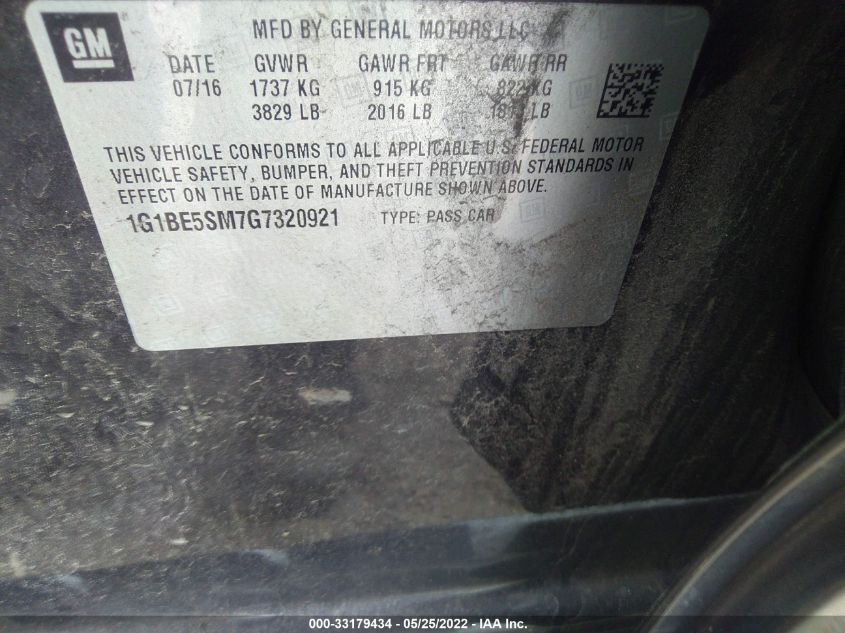 GM
MFD BY GENERAL MOTORS LLC
DATE GVWR GAWR FRT GAWR RR
07/16 1737 KG 915 KG 822 KG
3829 LB 2016 LB LB
THIS VEHICLE CONFORMS TO ALL APPLICABLE U.S. FEDERAL MOTOR
VEHICLE SAFETY, BUMPER, AND THEFT PREVENTION STANDARDS IN
EFFECT ON THE DATE OF MANUFACTURE SHOWN ABOVE.
1G1BE5SM7G7320921 TYPE: PASS CAR
000-33179434 - 05/25/2022 - IAA Inc.